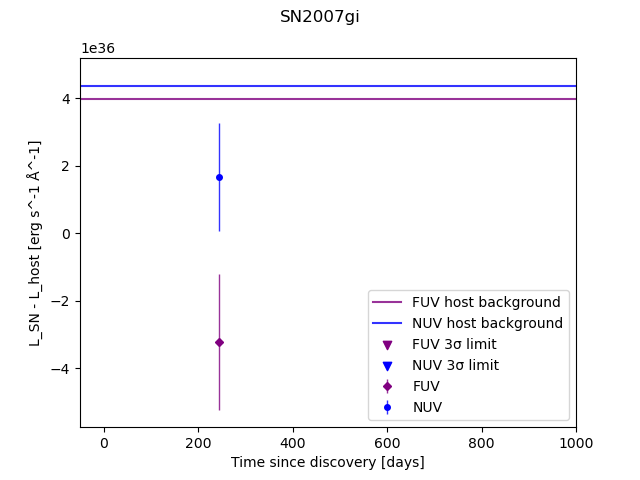 SN2007gi
1e36
L_SN - L_host [erg s^-1 Å^-1]
4
2
0
−2
−4
FUV host background
NUV host background
FUV 3σ limit
NUV 3σ limit
FUV
NUV
0 200 400 600 800 1000
Time since discovery [days]